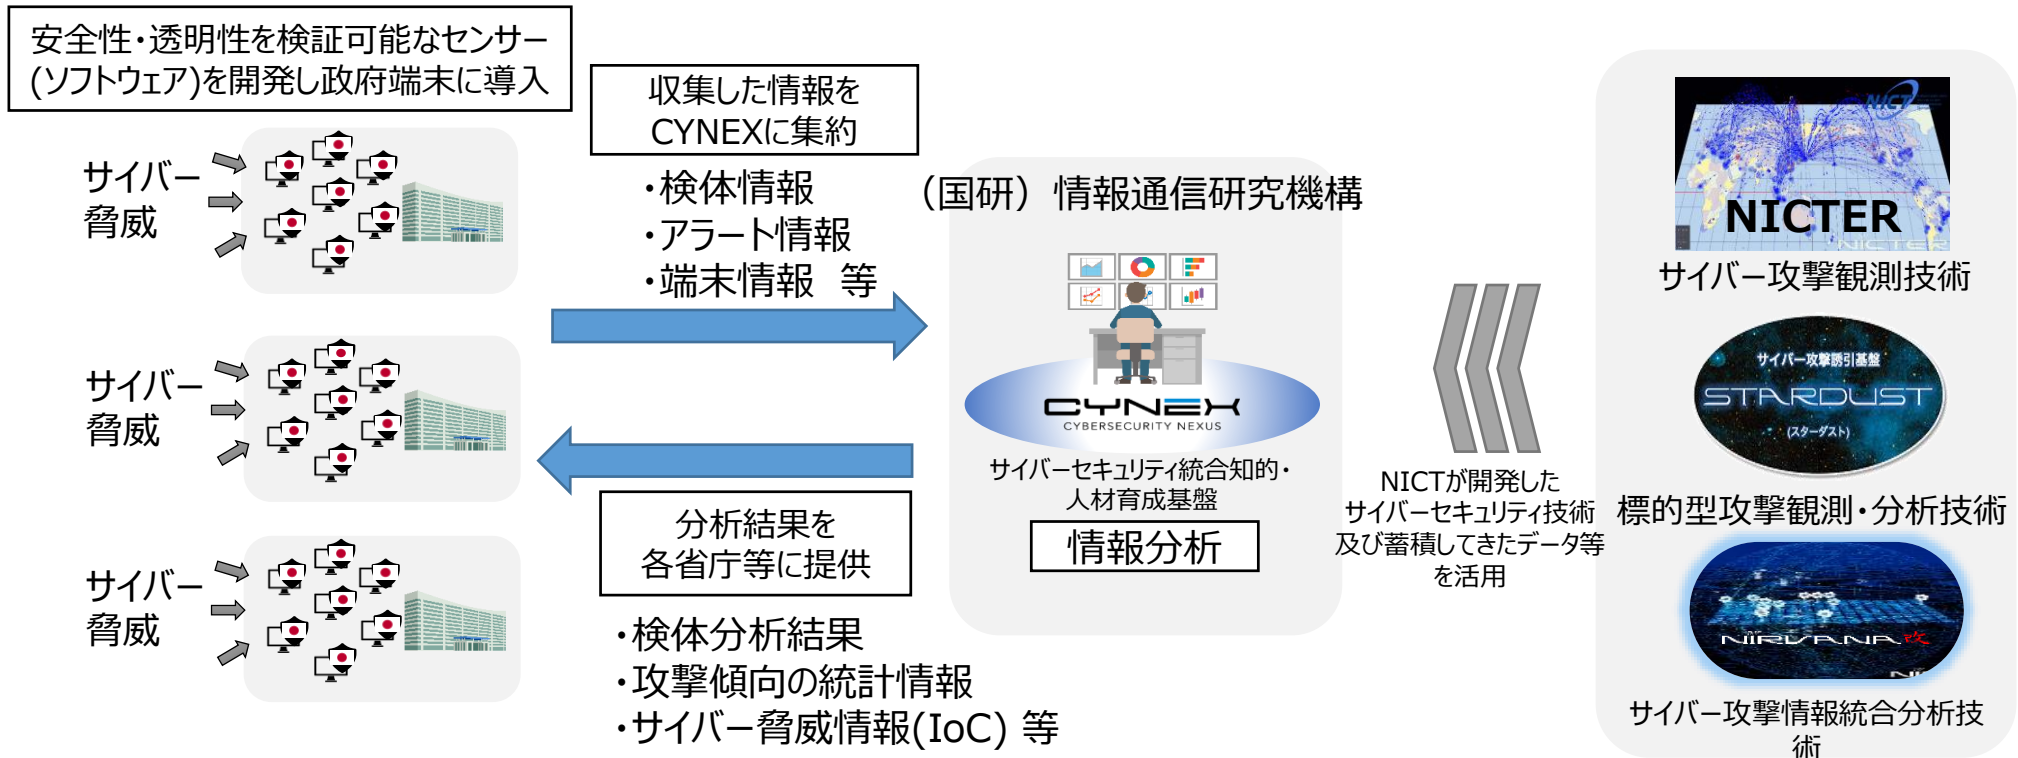 安全性・透明性を検証可能なセンサー
(ソフトウェア)を開発し政府端末に導入
サイバー
脅威
サイバー
脅威
サイバー
脅威
収集した情報を
CYNEXに集約
・検体情報
・アラート情報
・端末情報　等
分析結果を
各省庁等に提供
・検体分析結果
・攻撃傾向の統計情報
・サイバー脅威情報(IoC) 等
（国研）情報通信研究機構
CYNEX
CYBERSECURITY NEXUS
サイバーセキュリティ統合知的・
人材育成基盤
情報分析
NICTが開発した
サイバーセキュリティ技術
及び蓄積してきたデータ等
を活用
NICT
NICTER
NICTER
サイバー攻撃観測技術
サイバー攻撃誘引基盤
STARDUST
(スターダスト)
標的型攻撃観測・分析技術
NIRVANA改
サイバー攻撃情報統合分析技
術